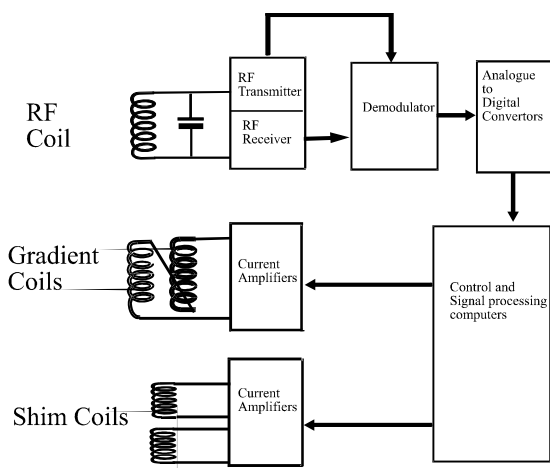 RF
Coil
RF
Transmitter
RF
Receiver
Demodulator
Analogue
to
Digital
Convertors
Gradient
Coils
Current
Amplifiers
Control and
Signal processing
computers
Shim Coils
Current
Amplifiers